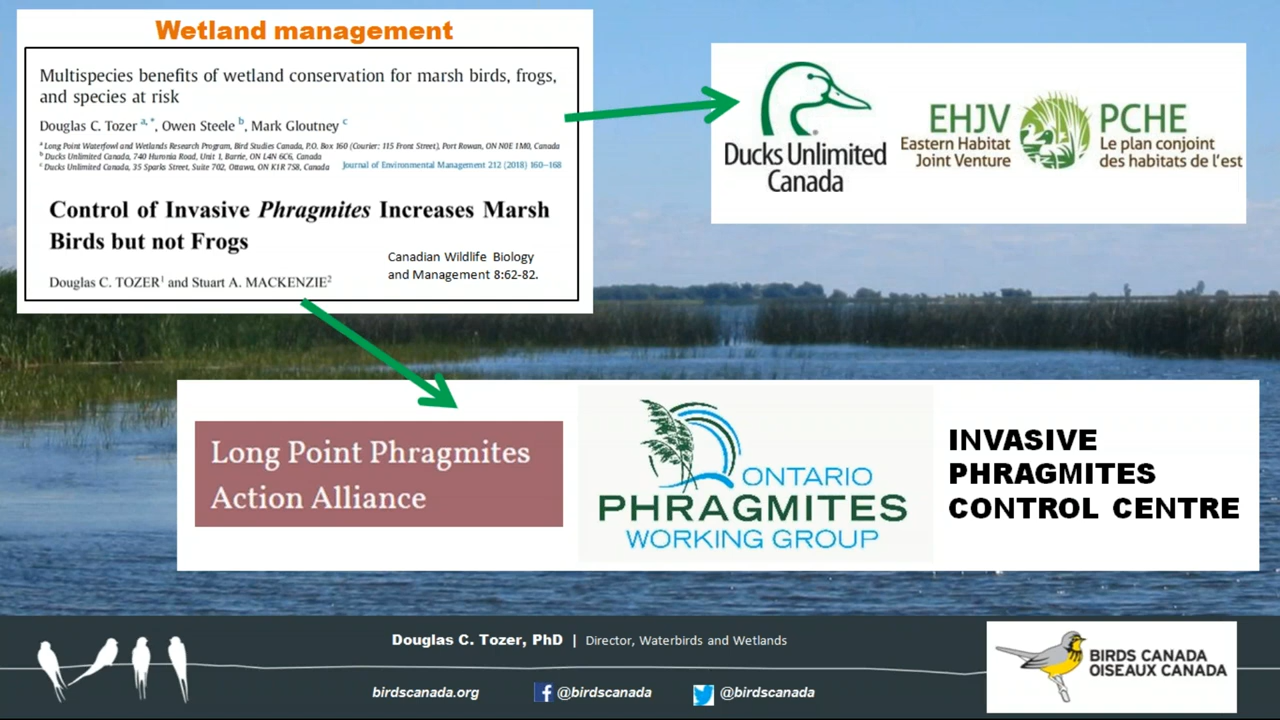 Wetland management
Multispecies benefits of wetland conservation for marsh birds, frogs,
and species at risk
Douglas C. Tozer a, *, Owen Steele b, Mark Gloutney c
a Long Point Waterfowl and Wetlands Research Program, Bird Studies Canada, P.O. Box 160 (Courier: 115 Front Street), Port Rowan, ON N0E 1M0, Canada
b Ducks Unlimited Canada, 740 Huronia Road, Unit 1, Barrie, ON L4N 6C6, Canada
c Ducks Unlimited Canada, 35 Sparks Street, Suite 702, Ottawa, ON K1R 7S8, Canada
Journal of Environmental Management 212 (2018) 160–168
Control of Invasive Phragmites Increases Marsh
Birds but not Frogs
Canadian Wildlife Biology
and Management 8:62-82.
Douglas C. TOZER1 and Stuart A. MACKENZIE2
Ducks Unlimited
Canada
EHJV
Eastern Habitat
Joint Venture
PCHE
Le plan conjoint
des habitats de l'est
Long Point Phragmites
Action Alliance
ONTARIO
PHRAGMITES
WORKING GROUP
INVASIVE
PHRAGMITES
CONTROL CENTRE
Douglas C. Tozer, PhD | Director, Waterbirds and Wetlands
birdscanada.org @birdscanada @birdscanada
BIRDS CANADA
OISEAUX CANADA